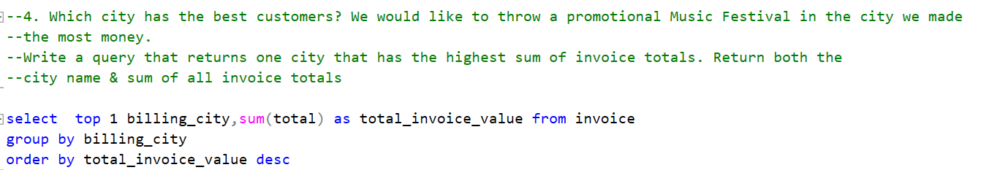 --4. Which city has the best customers? We would like to throw a promotional Music Festival in the city we made
--the most money.
--Write a query that returns one city that has the highest sum of invoice totals. Return both the
--city name & sum of all invoice totals
select  top 1 billing_city,sum(total) as total_invoice_value from invoice
group by billing_city
order by total_invoice_value desc